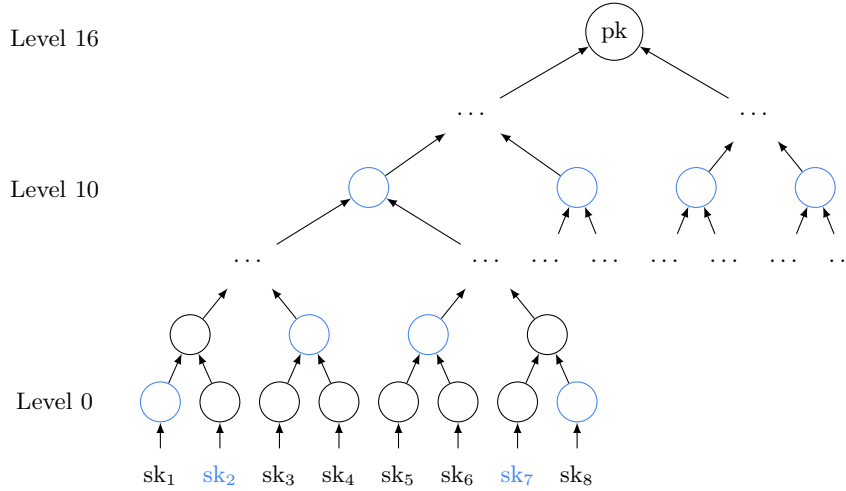 Level 16
pk
... ...
Level 10
... ... ... ... ... ... ... ..
Level 0
sk₁ sk₂ sk₃ sk₄ sk₅ sk₆ sk₇ sk₈